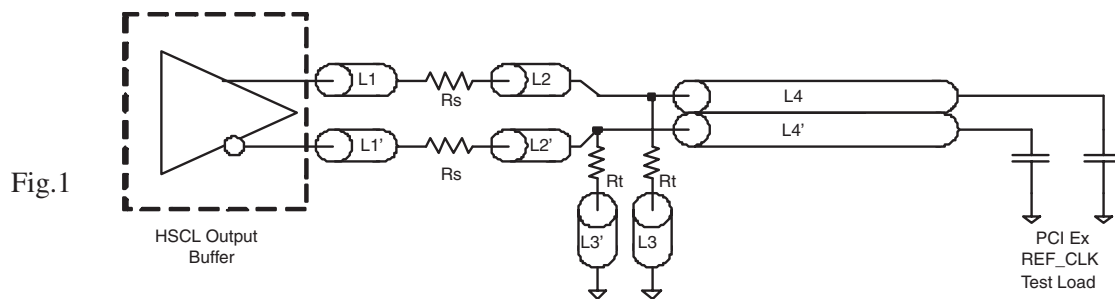 L1
L2
L4
Rs
L1'
L2'
L4'
Rs
Rt
Rt
L3'
L3
Fig.1
HSCL Output
Buffer
PCI Ex
REF_CLK
Test Load